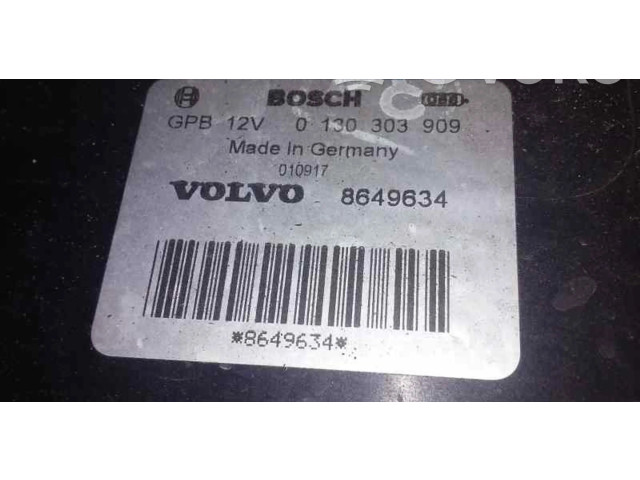 BOSCH
GPB 12V 0 130 303 909
Made in Germany
010917
VOLVO 8649634
*8649634*